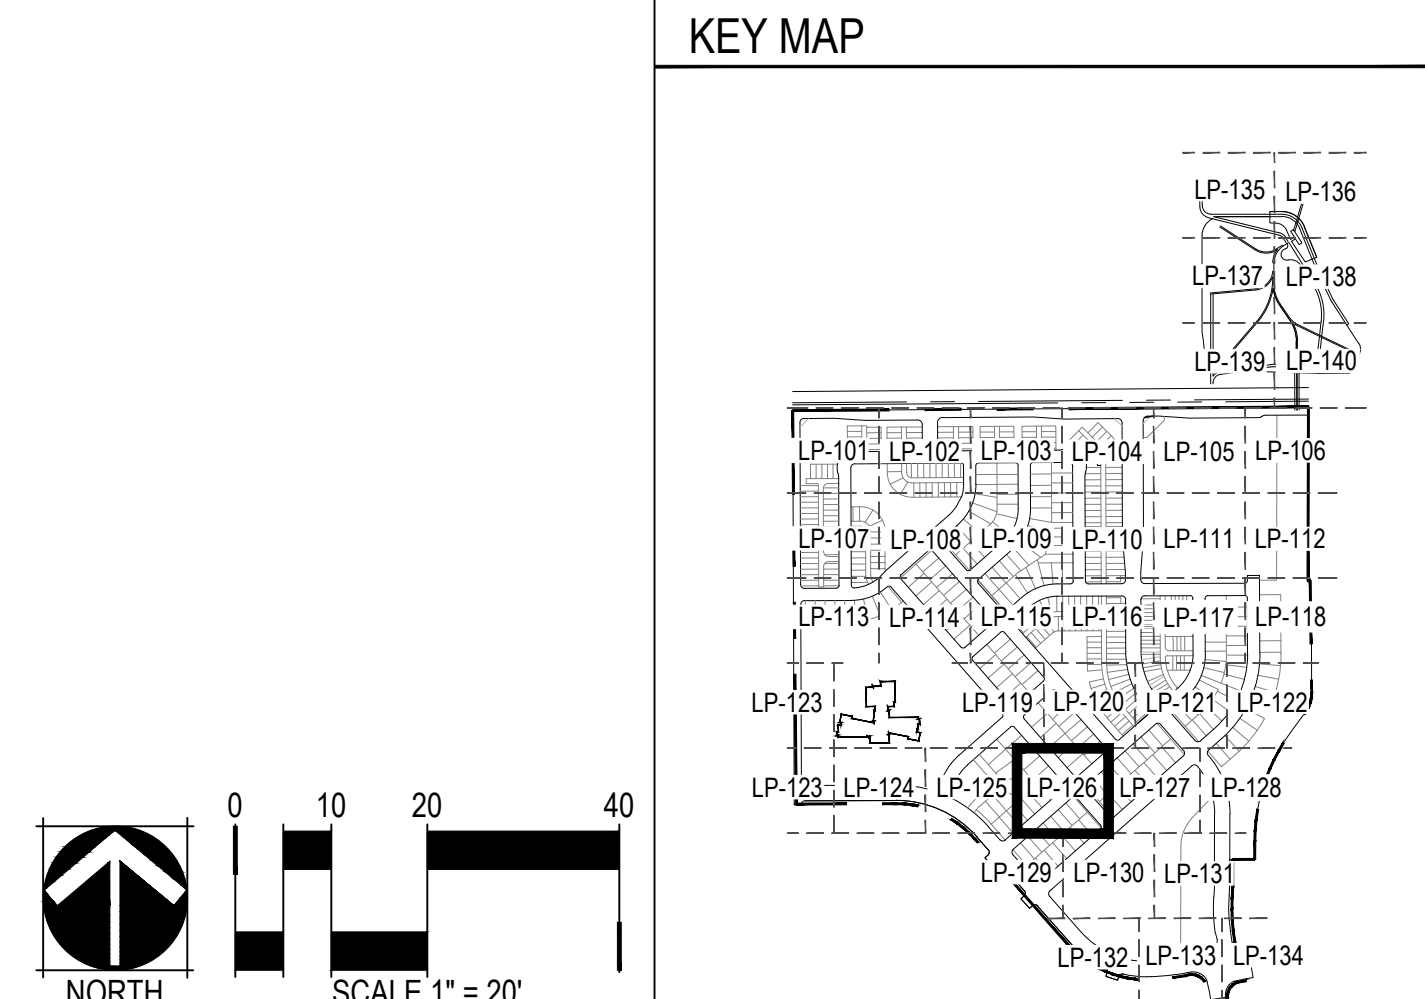 KEY MAP
LP-135 LP-136
LP-137 LP-138
LP-139 LP-140
LP-101 LP-102 LP-103 LP-104 LP-105 LP-106
LP-107 LP-108 LP-109 LP-110 LP-111 LP-112
LP-113 LP-114 LP-115 LP-116 LP-117 LP-118
LP-123 LP-119 LP-120 LP-121 LP-122
LP-123 LP-124 LP-125 LP-126 LP-127 LP-128
LP-129 LP-130 LP-131
LP-132 LP-133 LP-134
0 10 20 40
NORTH
SCALE 1" = 20'